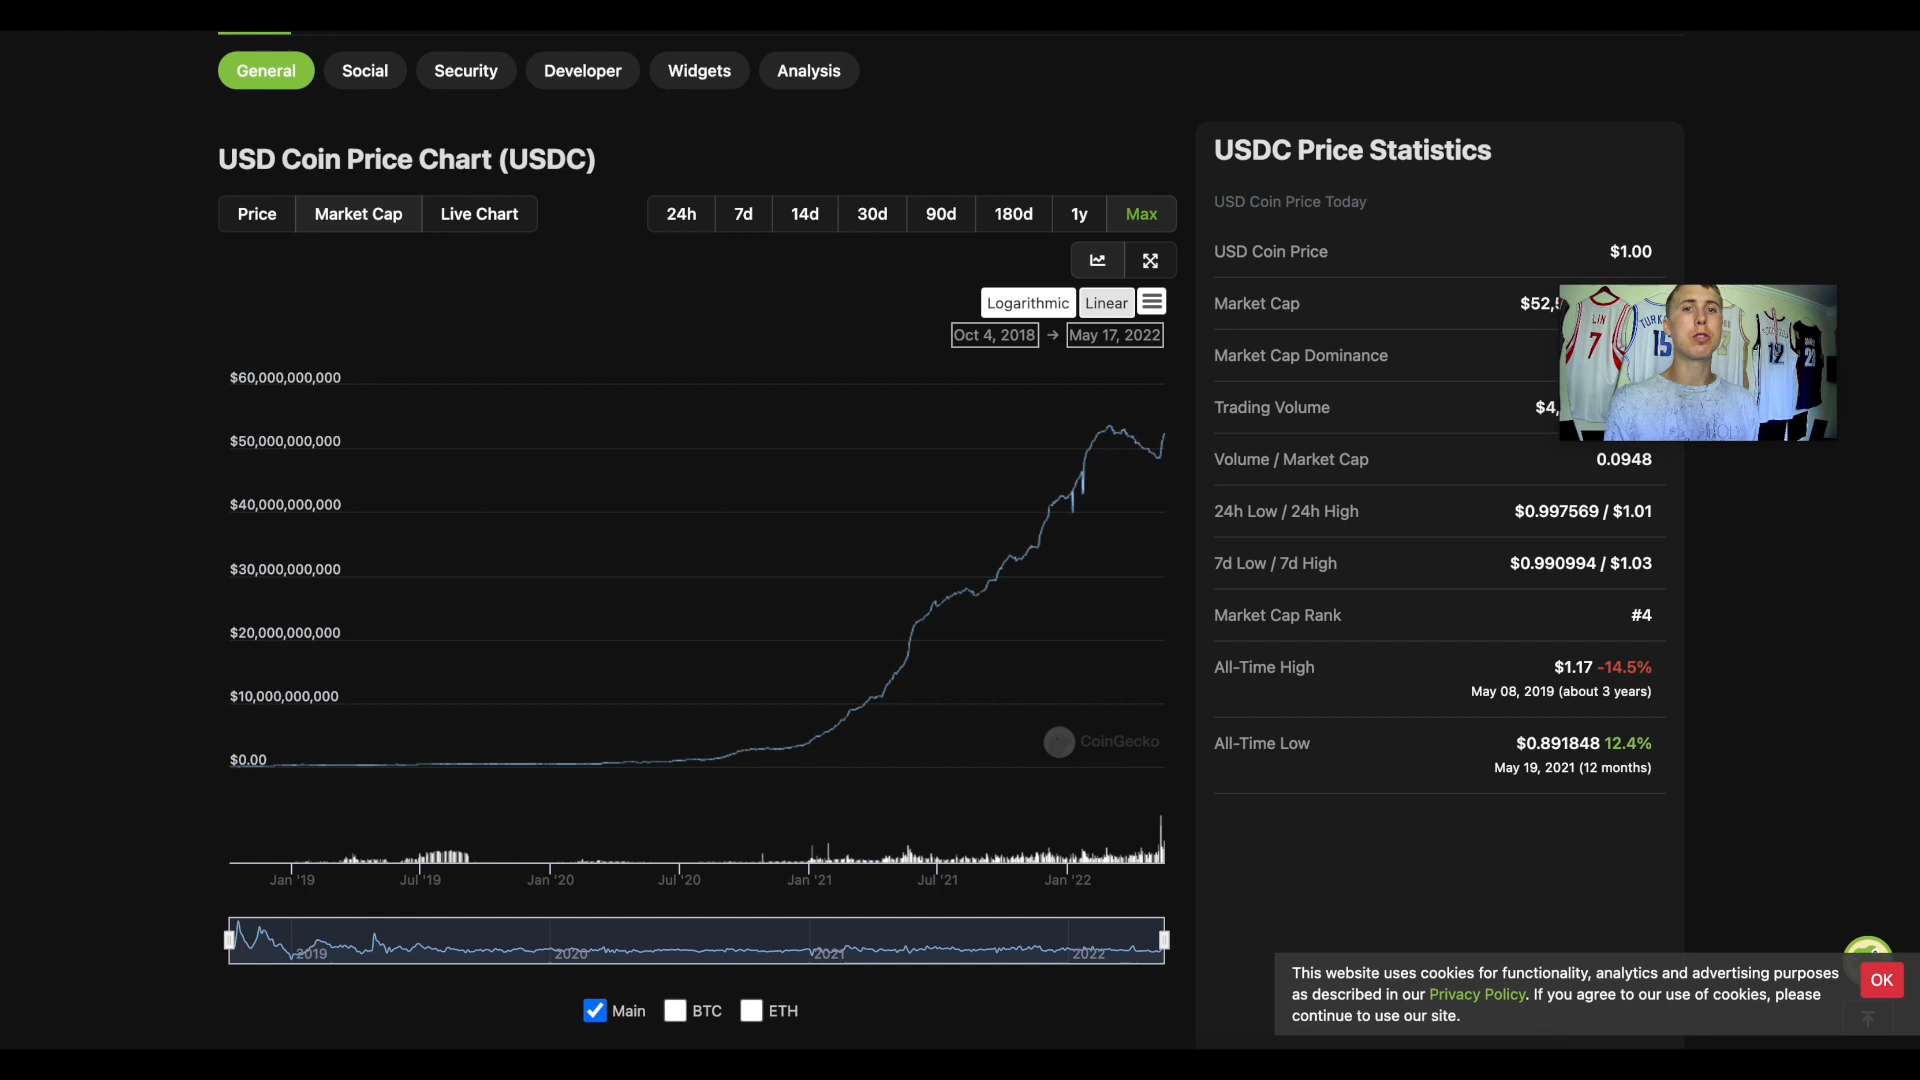 General Social Security Developer Widgets Analysis
USD Coin Price Chart (USDC)
Price Market Cap Live Chart 24h 7d 14d 30d 90d 180d 1y Max
Logarithmic Linear
Oct 4, 2018 → May 17, 2022
$60,000,000,000
$50,000,000,000
$40,000,000,000
$30,000,000,000
$20,000,000,000
$10,000,000,000
$0.00
CoinGecko
Jan '19 Jul '19 Jan '20 Jul '20 Jan '21 Jul '21 Jan '22
2019 2020 2021 2022
Main BTC ETH
USDC Price Statistics
USD Coin Price Today
USD Coin Price $1.00
Market Cap $52,5
Market Cap Dominance
Trading Volume $4,
Volume / Market Cap 0.0948
24h Low / 24h High $0.997569 / $1.01
7d Low / 7d High $0.990994 / $1.03
Market Cap Rank #4
All-Time High $1.17 -14.5%
May 08, 2019 (about 3 years)
All-Time Low $0.891848 12.4%
May 19, 2021 (12 months)
LIN
7
TURK
15
12
This website uses cookies for functionality, analytics and advertising purposes
as described in our Privacy Policy. If you agree to our use of cookies, please
continue to use our site.
OK